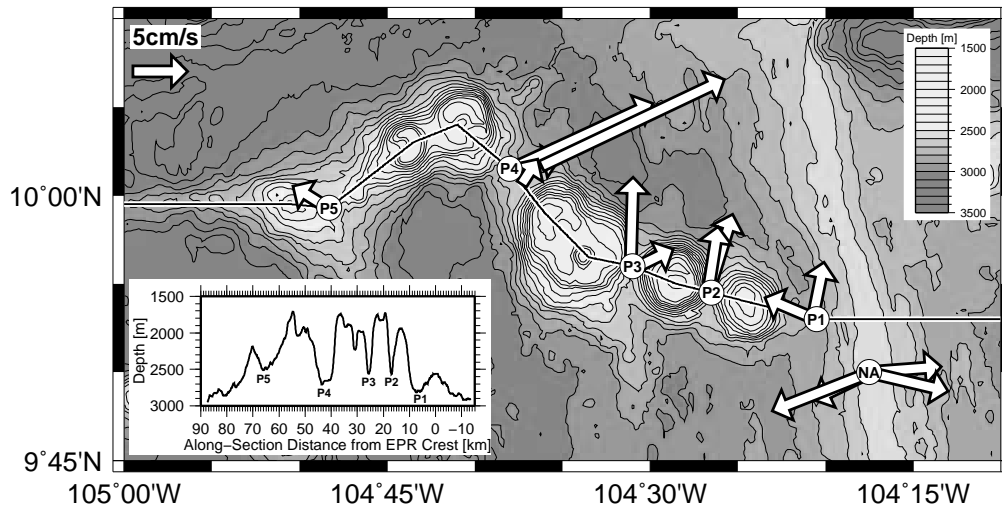 5cm/s
Depth [m]
1500
2000
2500
3000
3500
P4
10°00'N
P5
P3
P2
P1
NA
Depth [m]
1500
2000
2500
3000
P5
P4
P3
P2
P1
90 80 70 60 50 40 30 20 10 0 −10
Along−Section Distance from EPR Crest [km]
9°45'N
105°00'W 104°45'W 104°30'W 104°15'W